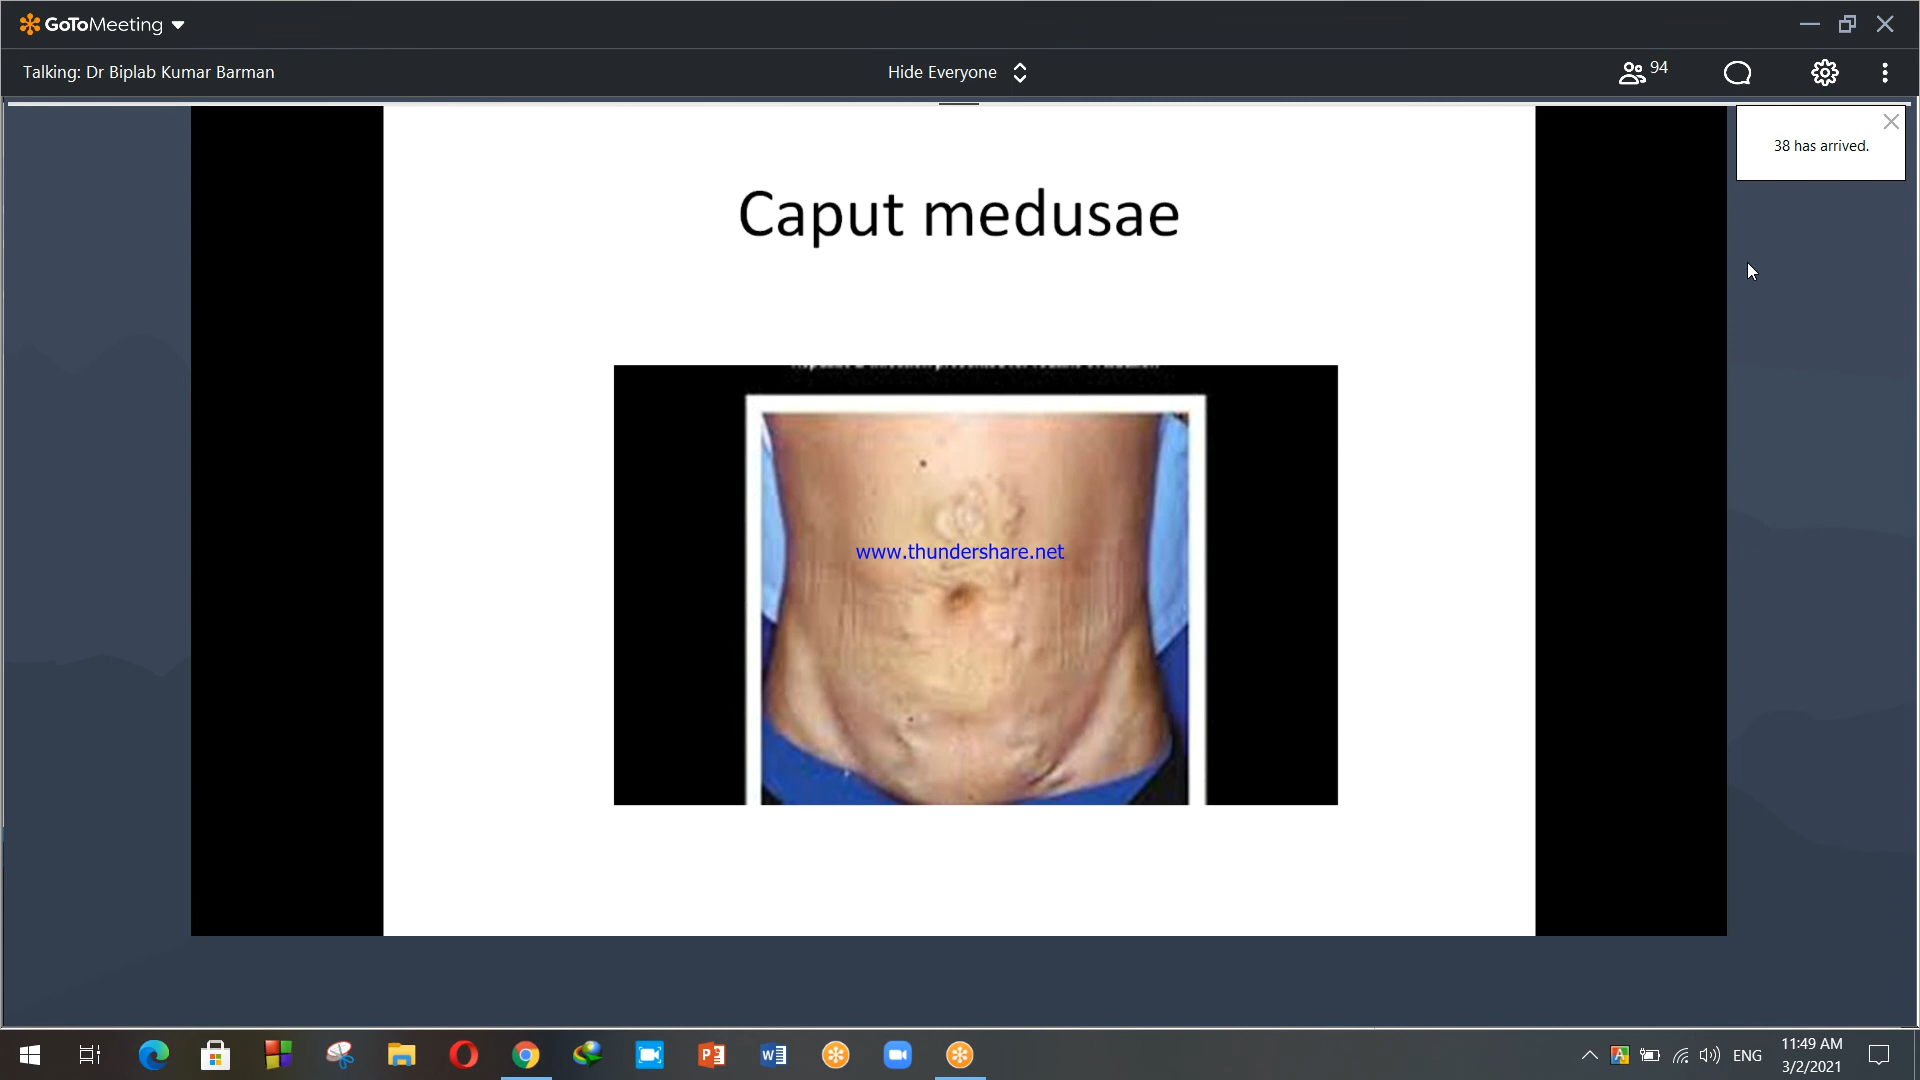 GoToMeeting
Talking: Dr Biplab Kumar Barman
Hide Everyone
94
38 has arrived.
Caput medusae
www.thundershare.net
ENG
11:49 AM
3/2/2021